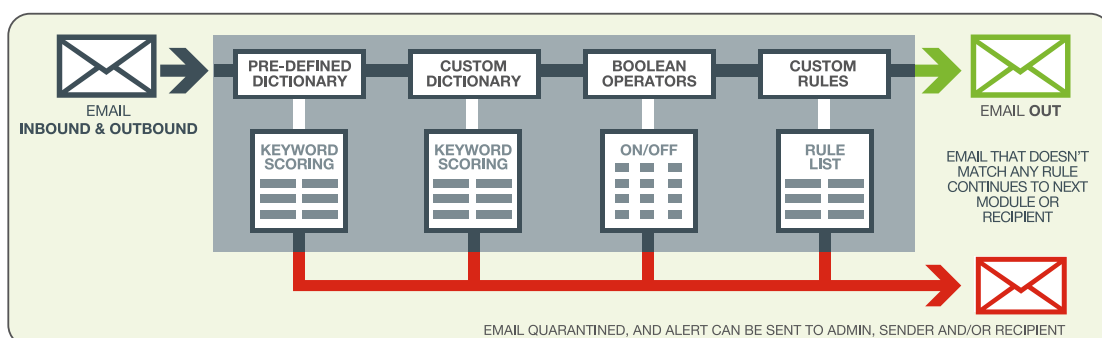 EMAIL
INBOUND & OUTBOUND
PRE-DEFINED
DICTIONARY
KEYWORD
SCORING
CUSTOM
DICTIONARY
KEYWORD
SCORING
BOOLEAN
OPERATORS
ON/OFF
CUSTOM
RULES
RULE
LIST
EMAIL OUT
EMAIL THAT DOESN'T
MATCH ANY RULE
CONTINUES TO NEXT
MODULE OR
RECIPIENT
EMAIL QUARANTINED, AND ALERT CAN BE SENT TO ADMIN, SENDER AND/OR RECIPIENT